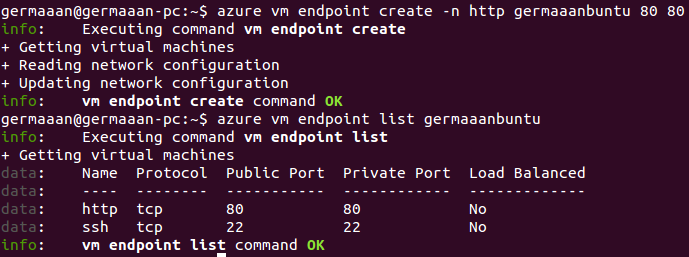 germaaan@germaaan-pc:~$ azure vm endpoint create -n http germaaanbuntu 80 80
info:    Executing command vm endpoint create
+ Getting virtual machines
+ Reading network configuration
+ Updating network configuration
info:    vm endpoint create command OK
germaaan@germaaan-pc:~$ azure vm endpoint list germaaanbuntu
info:    Executing command vm endpoint list
+ Getting virtual machines
data:    Name  Protocol  Public Port  Private Port  Load Balanced
data:    ----  --------  -----------  ------------  -------------
data:    http  tcp       80           80            No
data:    ssh   tcp       22           22            No
info:    vm endpoint list command OK